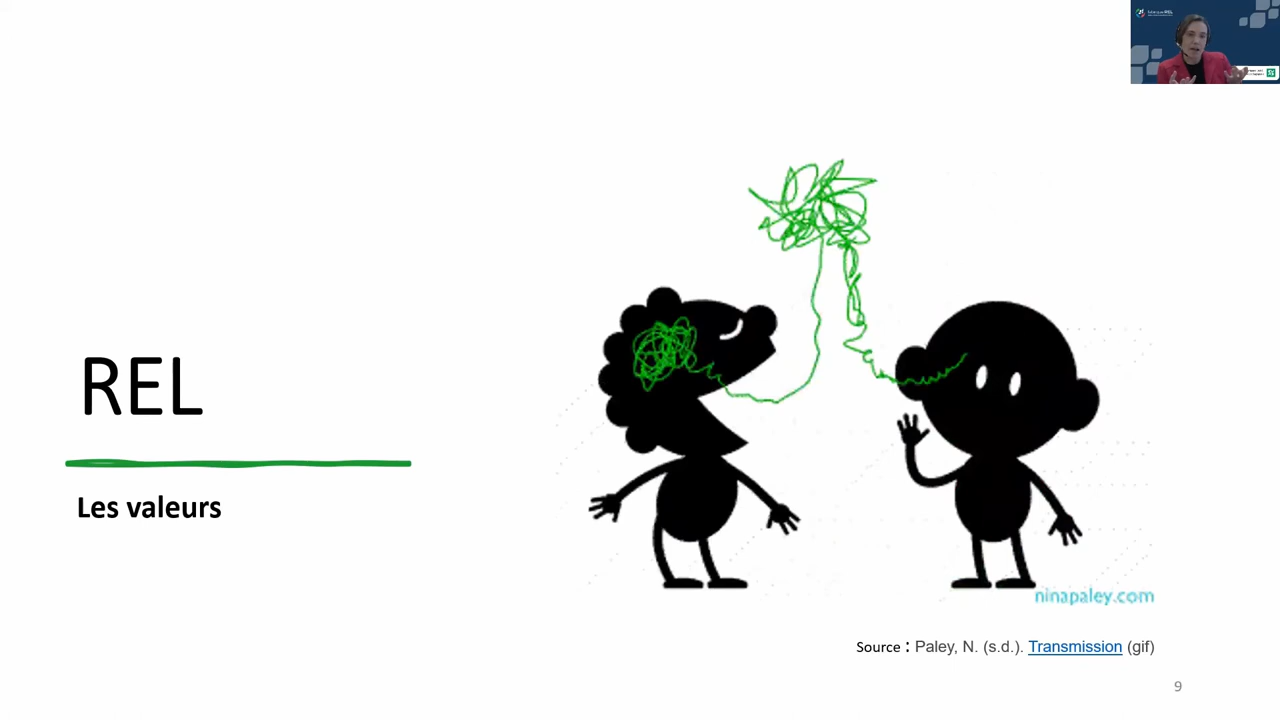 REL
Les valeurs
ninapaley.com
Source : Paley, N. (s.d.). Transmission (gif)
9